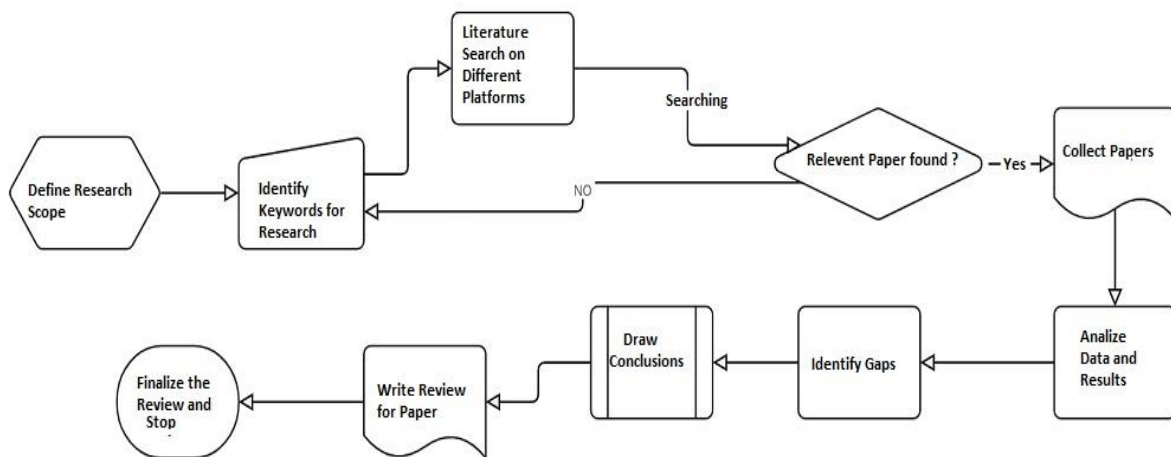 Define Research
Scope
Identify
Keywords for
Research
Literature
Search on
Different
Platforms
Searching
Relevent Paper found ?
NO
Yes
Collect Papers
Analize
Data and
Results
Identify Gaps
Draw
Conclusions
Write Review
for Paper
Finalize the
Review and
Stop